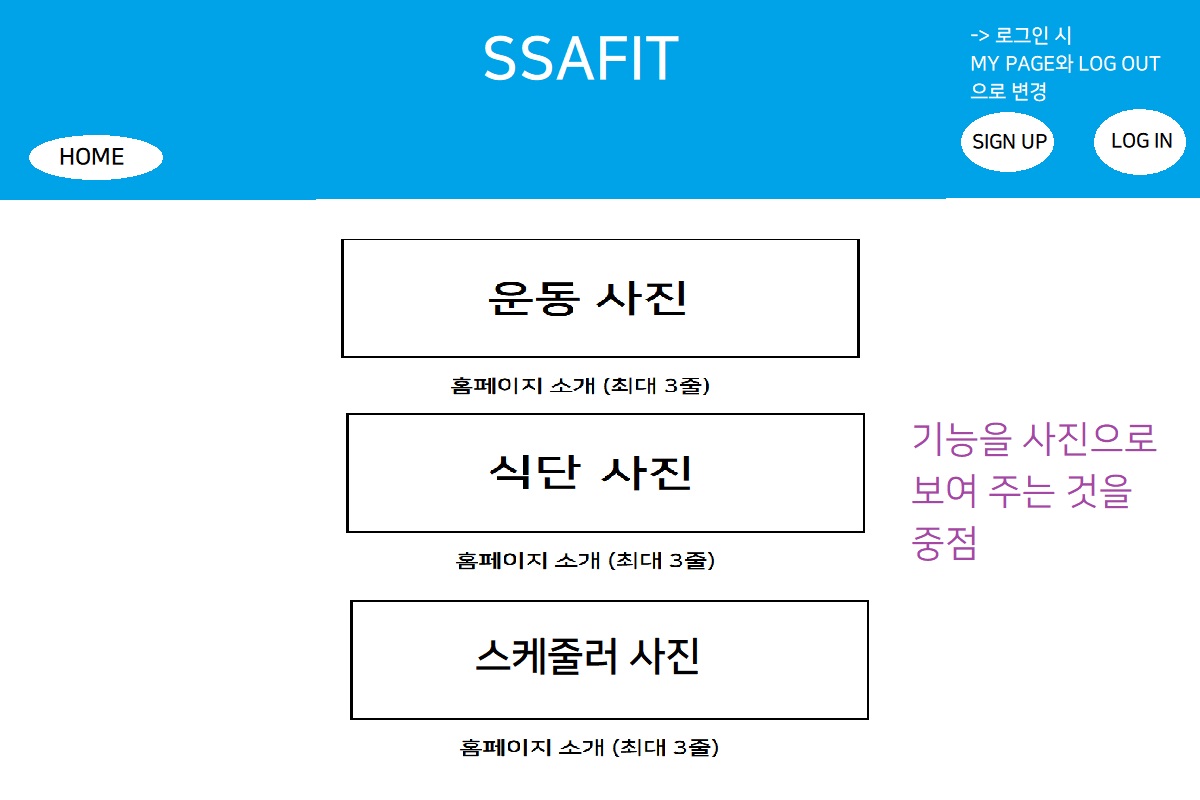 SSAFIT
-> 로그인 시
MY PAGE와 LOG OUT
으로 변경
HOME
SIGN UP
LOG IN
운동 사진
홈페이지 소개 (최대 3줄)
식단 사진
홈페이지 소개 (최대 3줄)
기능을 사진으로
보여 주는 것을
중점
스케줄러 사진
홈페이지 소개 (최대 3줄)